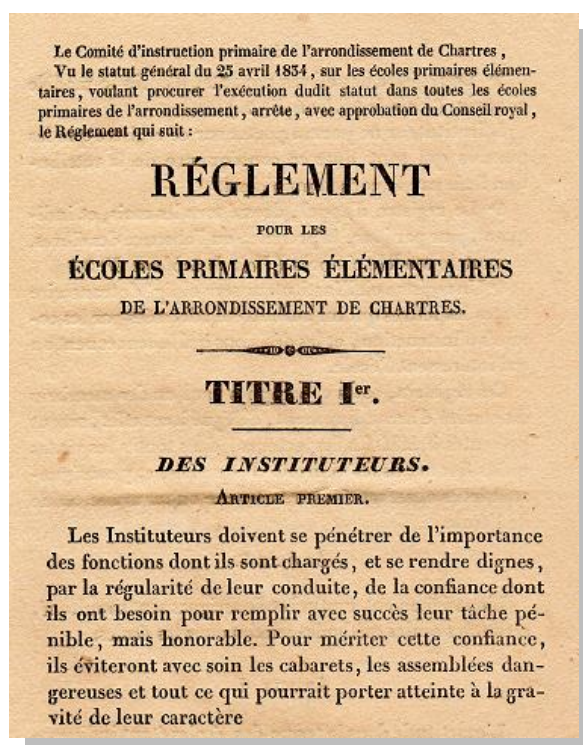 Le Comité d'instruction primaire de l'arrondissement de Chartres,
Vu le statut général du 25 avril 1834, sur les écoles primaires élémen-
taires, voulant procurer l'exécution dudit statut dans toutes les écoles
primaires de l'arrondissement, arrête, avec approbation du Conseil royal,
le Réglement qui suit :
RÉGLEMENT
POUR LES
ÉCOLES PRIMAIRES ÉLÉMENTAIRES
DE L'ARRONDISSEMENT DE CHARTRES.
TITRE Ier.
DES INSTITUTEURS.
ARTICLE PREMIER.
Les Instituteurs doivent se pénétrer de l'importance
des fonctions dont ils sont chargés, et se rendre dignes,
par la régularité de leur conduite, de la confiance dont
ils ont besoin pour remplir avec succès leur tâche pé-
nible, mais honorable. Pour mériter cette confiance,
ils éviteront avec soin les cabarets, les assemblées dan-
gereuses et tout ce qui pourrait porter atteinte à la gra-
vité de leur caractère